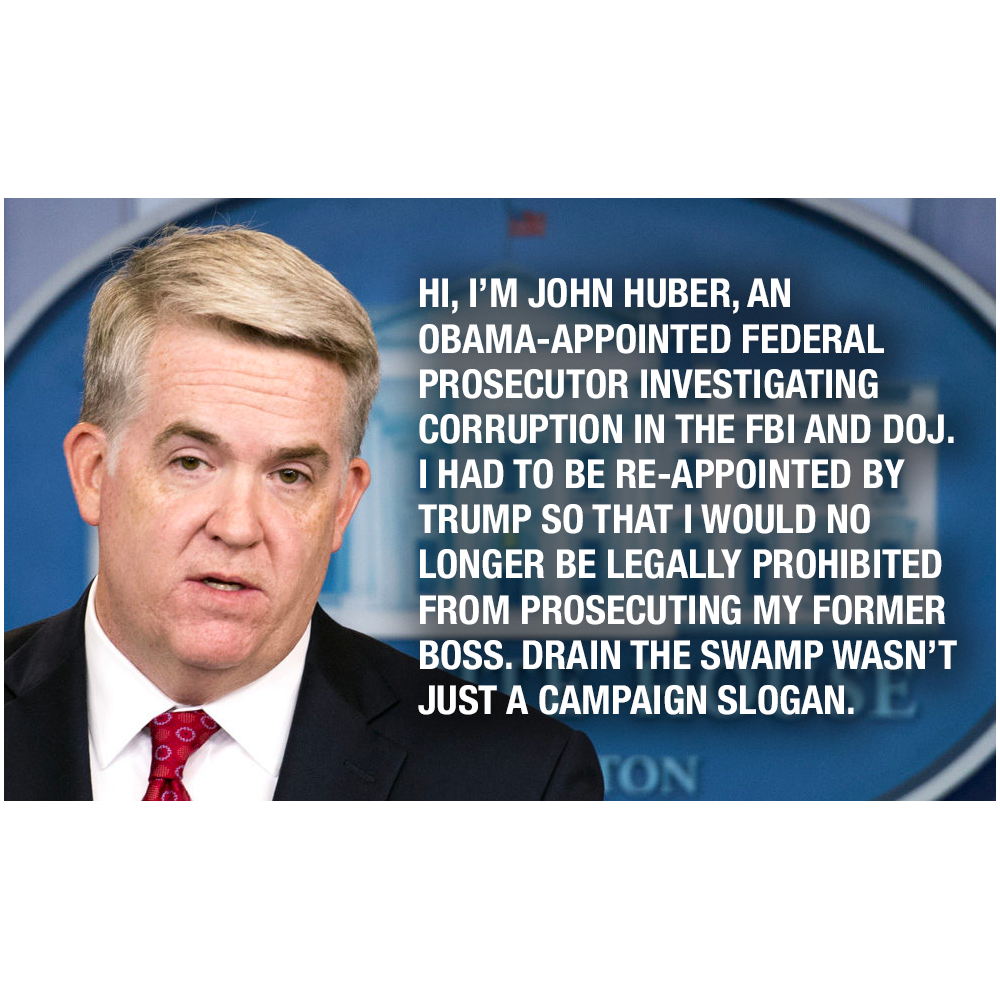 HI, I'M JOHN HUBER, AN
OBAMA-APPOINTED FEDERAL
PROSECUTOR INVESTIGATING
CORRUPTION IN THE FBI AND DOJ.
I HAD TO BE RE-APPOINTED BY
TRUMP SO THAT I WOULD NO
LONGER BE LEGALLY PROHIBITED
FROM PROSECUTING MY FORMER
BOSS. DRAIN THE SWAMP WASN'T
JUST A CAMPAIGN SLOGAN.
USE
TON